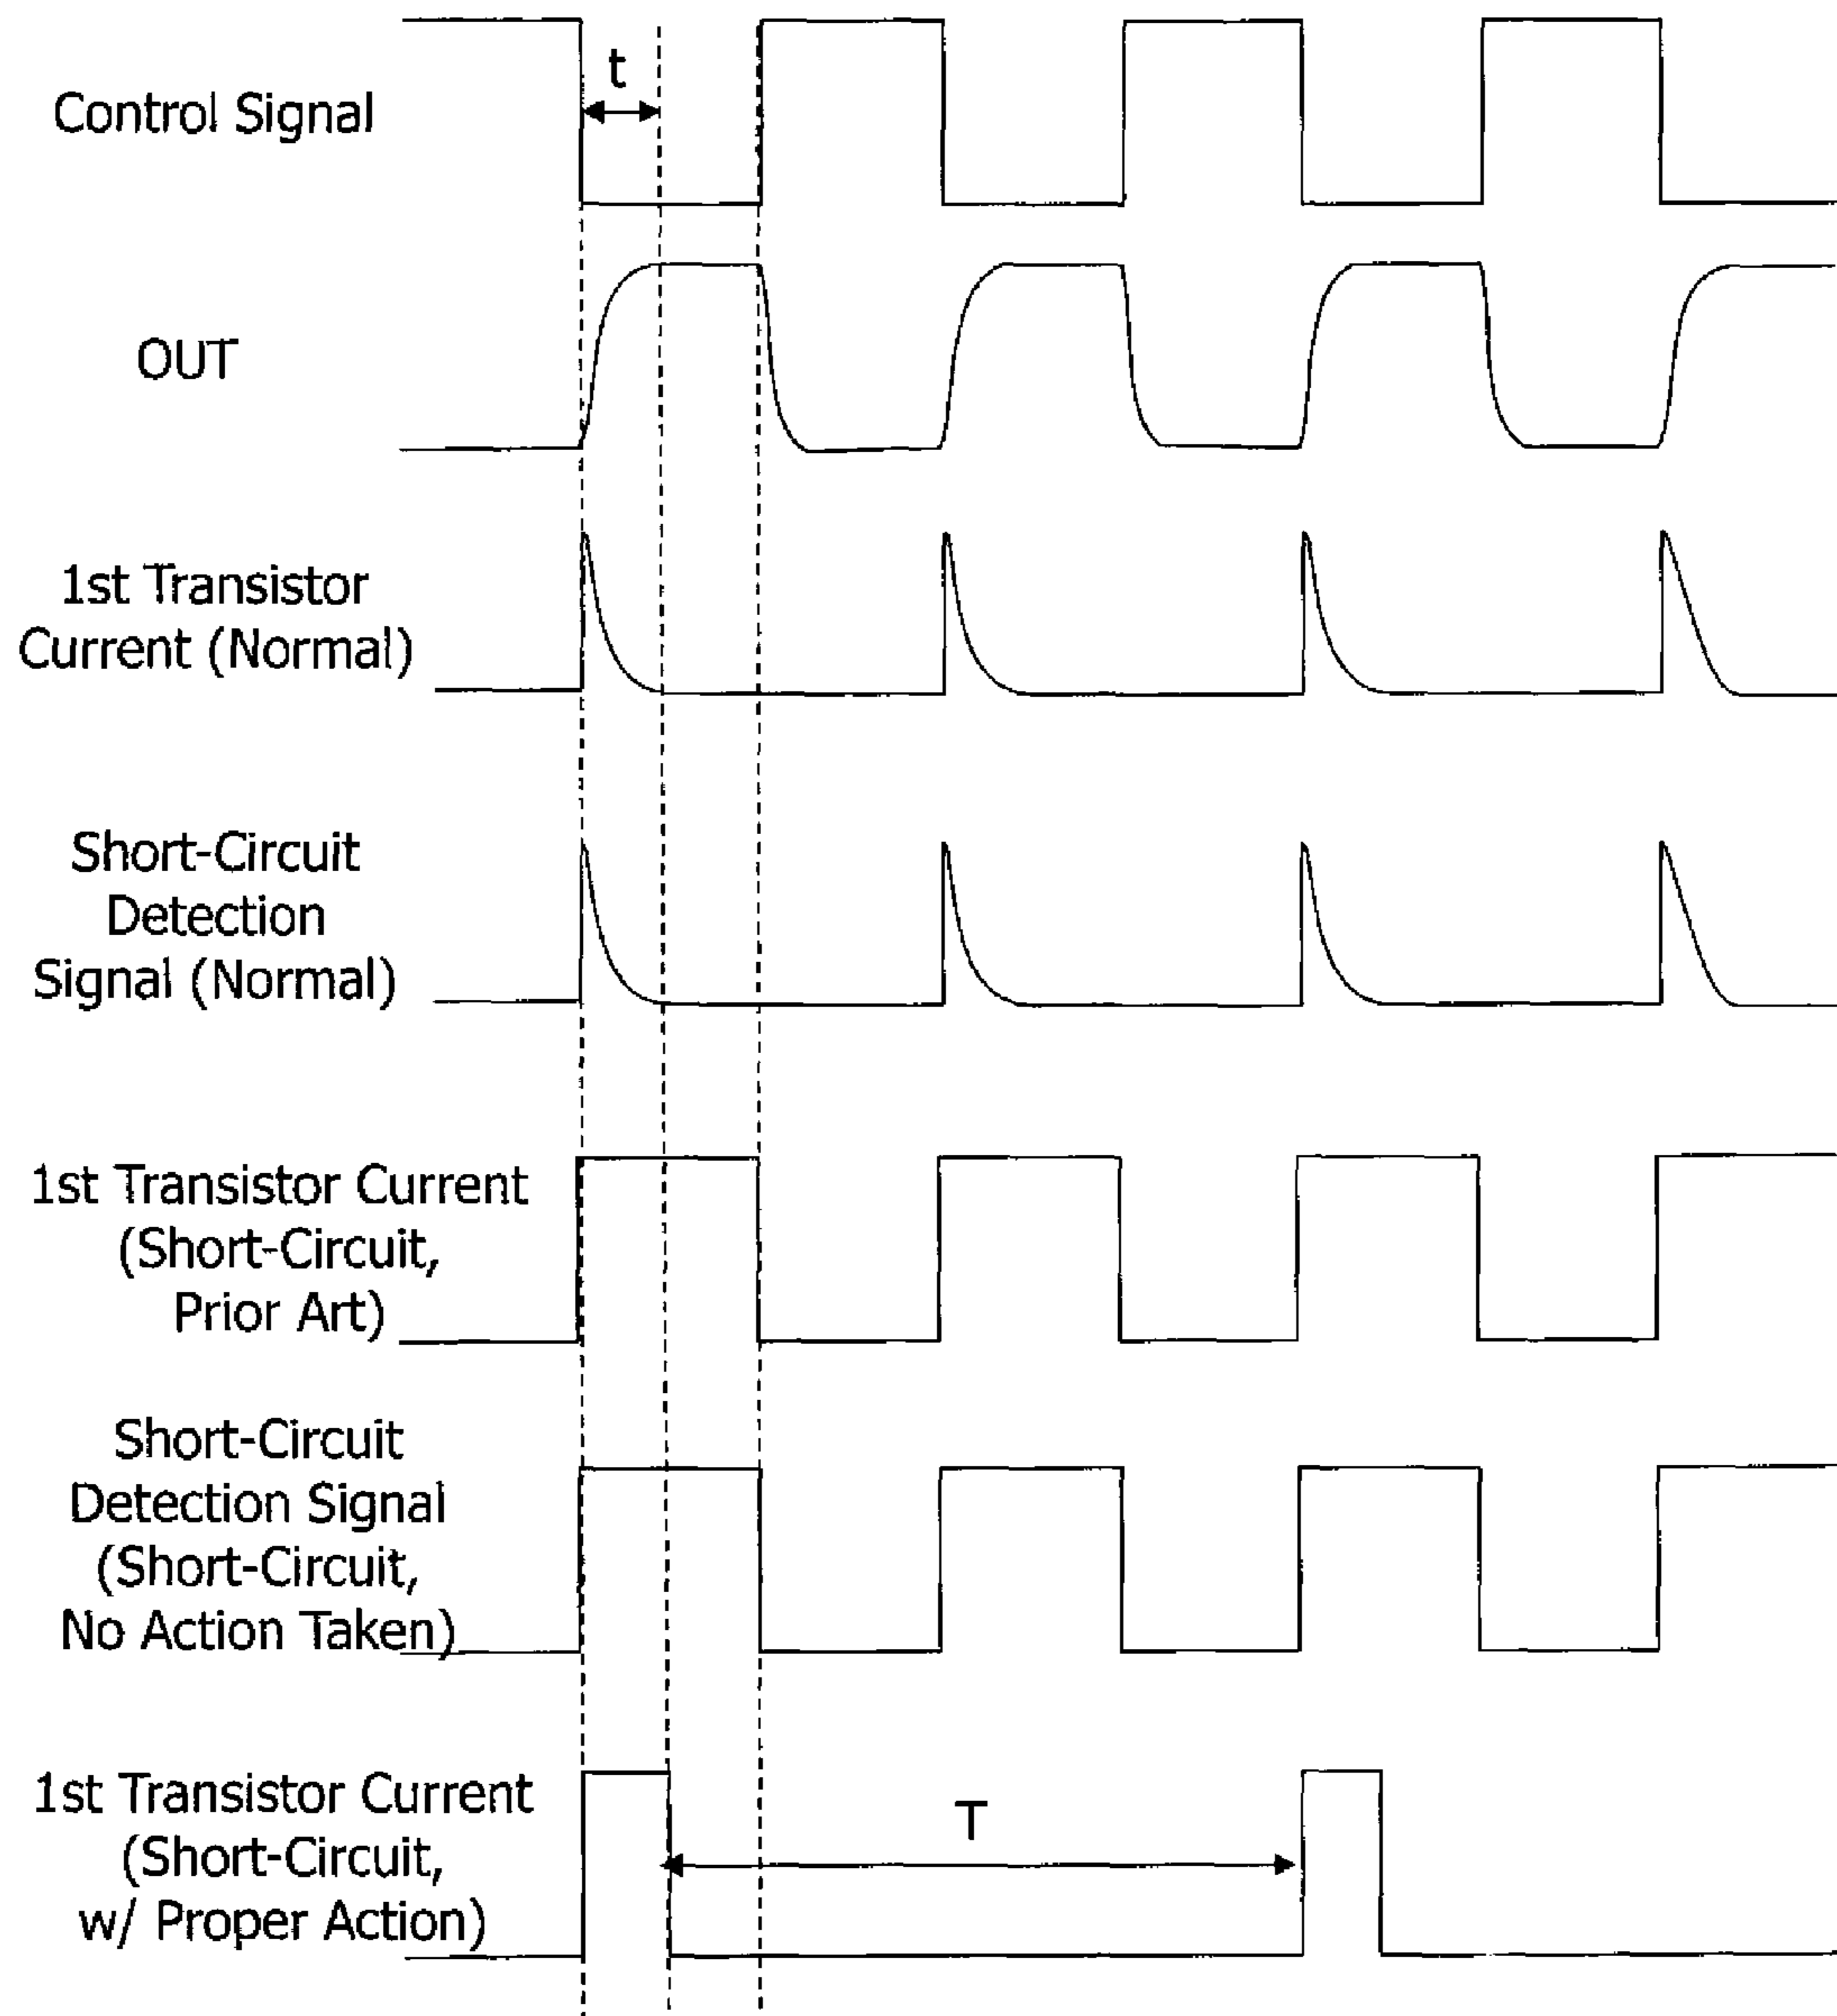 t
Control Signal
OUT
1st Transistor
Current (Normal)
Short-Circuit
Detection
Signal (Normal)
1st Transistor Current
(Short-Circuit,
Prior Art)
Short-Circuit
Detection Signal
(Short-Circuit,
No Action Taken)
1st Transistor Current
(Short-Circuit,
w/ Proper Action)
T